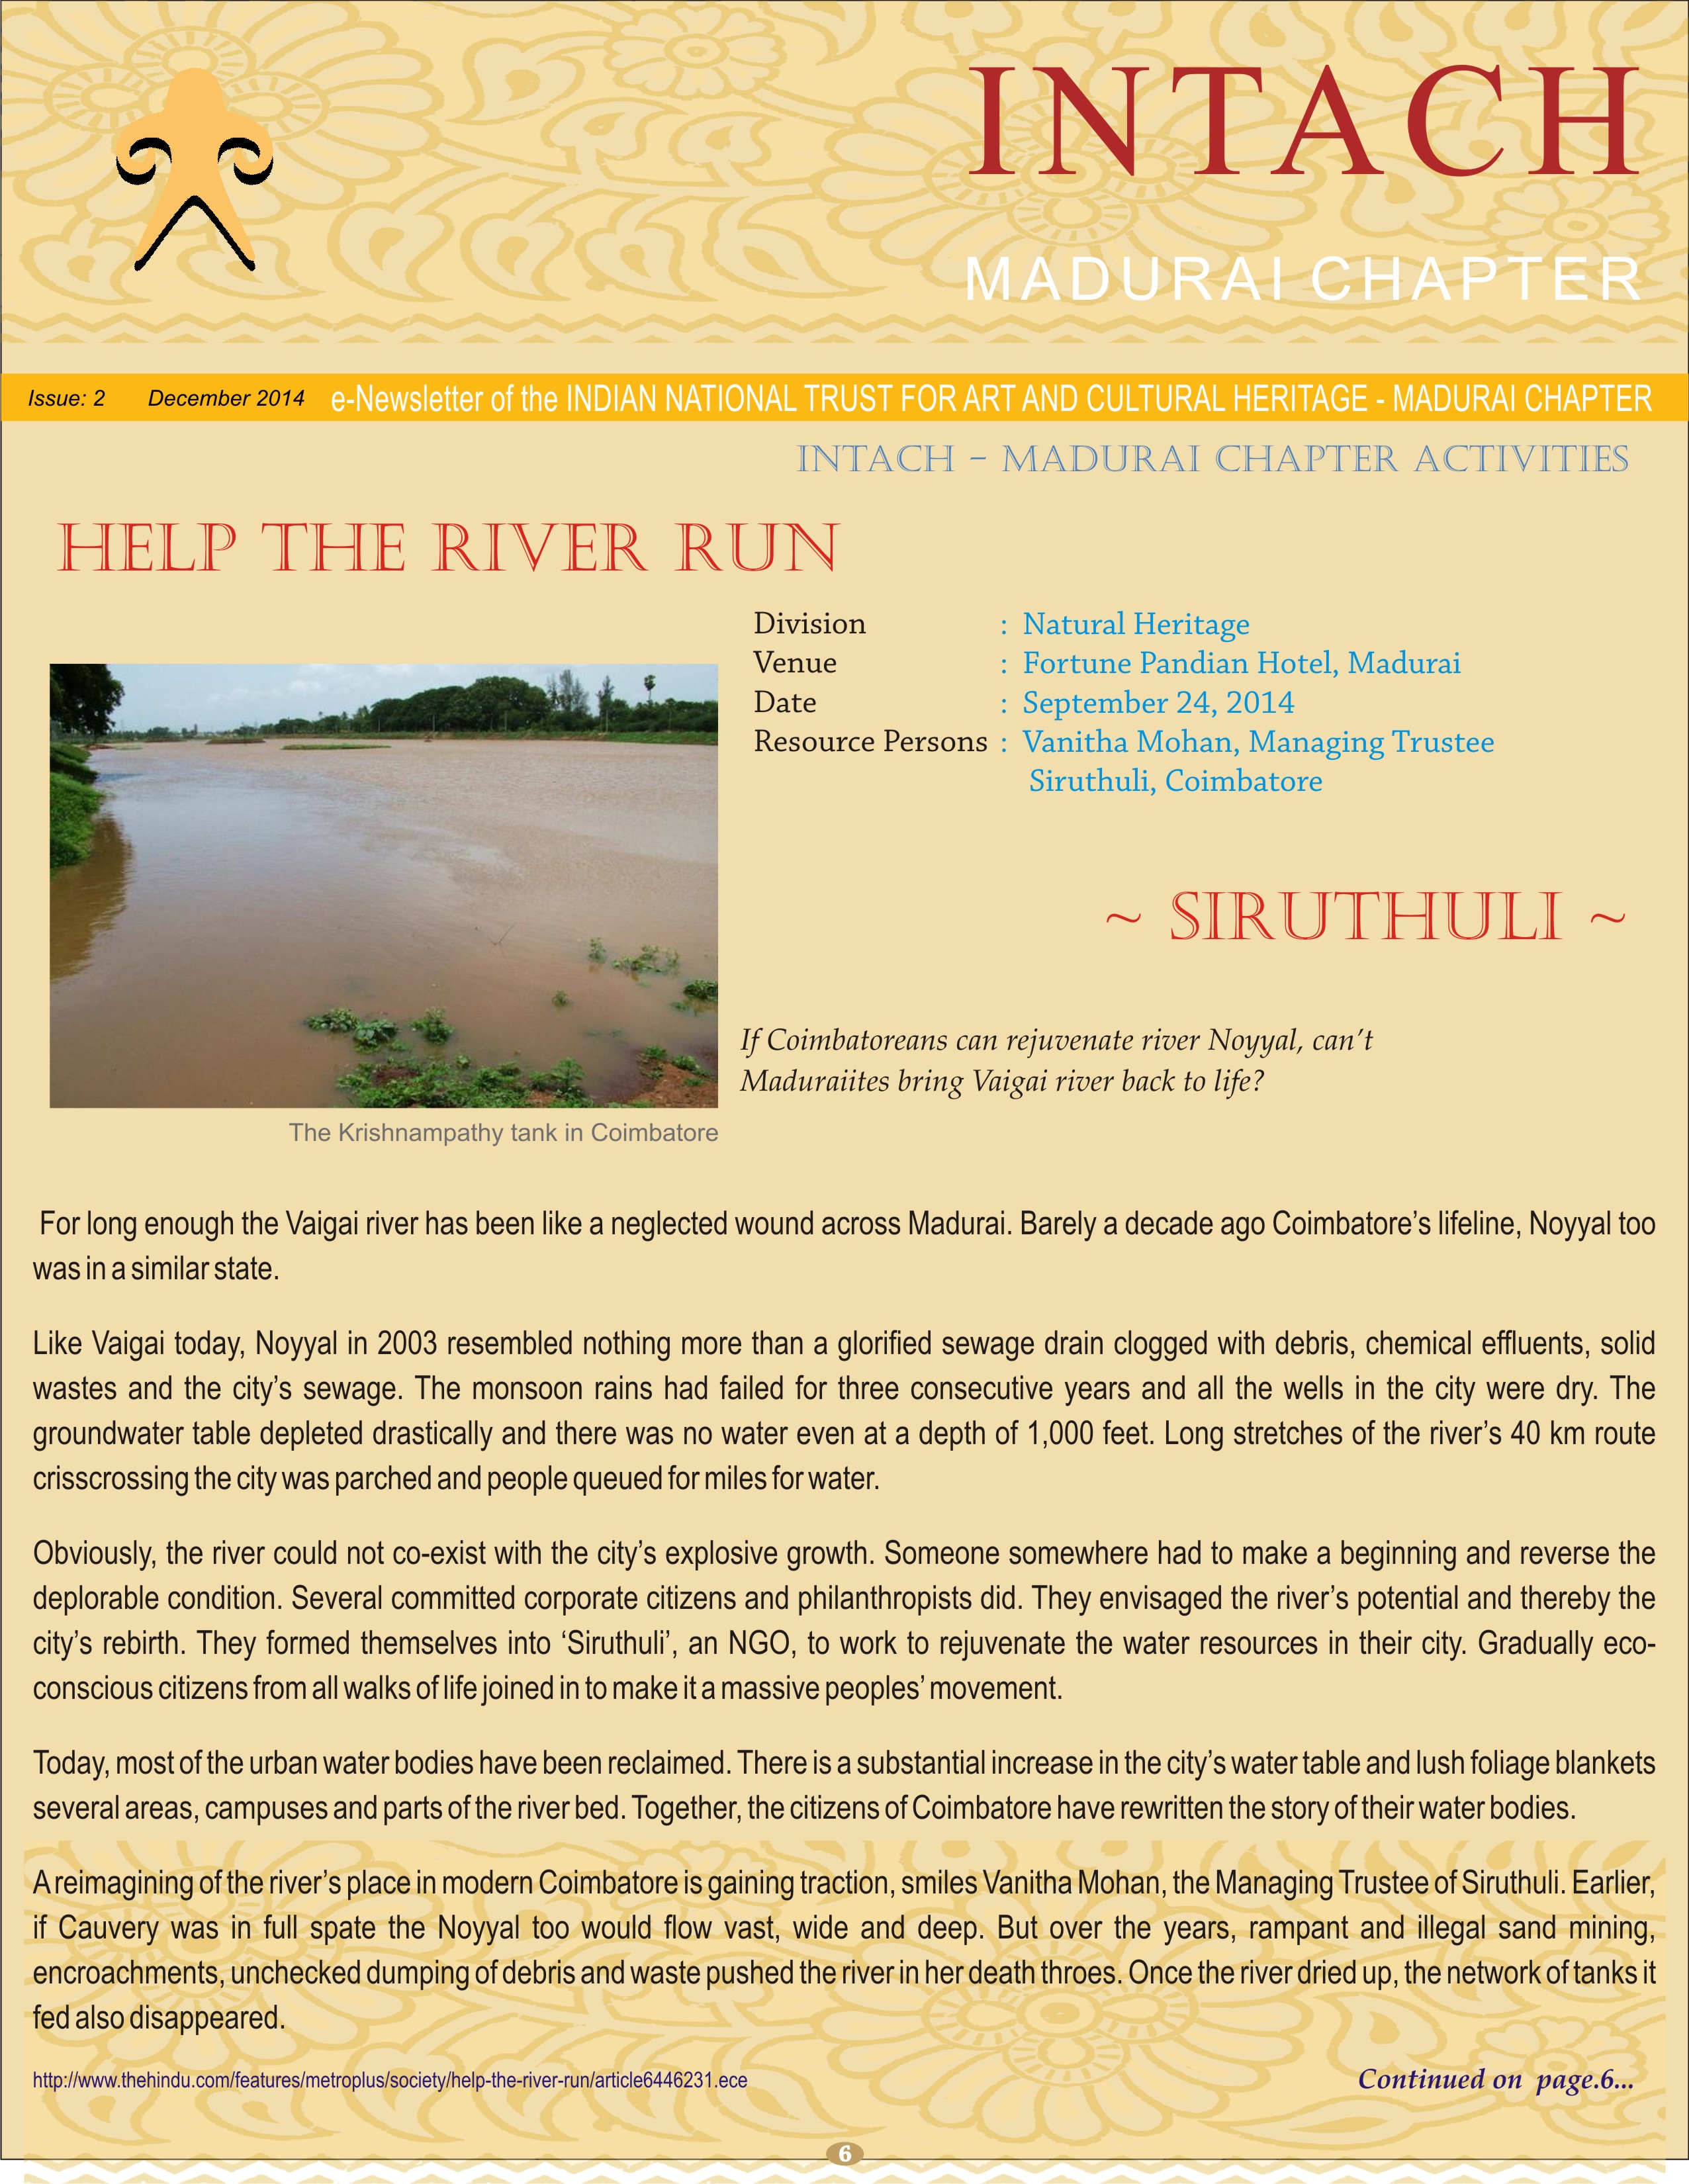 INTACH
MADURAI CHAPTER
Issue: 2 December 2014 e-Newsletter of the INDIAN NATIONAL TRUST FOR ART AND CULTURAL HERITAGE - MADURAI CHAPTER
INTACH - MADURAI CHAPTER ACTIVITIES
HELP THE RIVER RUN
Division : Natural Heritage
Venue : Fortune Pandian Hotel, Madurai
Date : September 24, 2014
Resource Persons : Vanitha Mohan, Managing Trustee
Siruthuli, Coimbatore
~ SIRUTHULI ~
If Coimbatoreans can rejuvenate river Noyyal, can't
Maduraiites bring Vaigai river back to life?
The Krishnampathy tank in Coimbatore
For long enough the Vaigai river has been like a neglected wound across Madurai. Barely a decade ago Coimbatore's lifeline, Noyyal too
was in a similar state.
Like Vaigai today, Noyyal in 2003 resembled nothing more than a glorified sewage drain clogged with debris, chemical effluents, solid
wastes and the city's sewage. The monsoon rains had failed for three consecutive years and all the wells in the city were dry. The
groundwater table depleted drastically and there was no water even at a depth of 1,000 feet. Long stretches of the river's 40 km route
crisscrossing the city was parched and people queued for miles for water.
Obviously, the river could not co-exist with the city's explosive growth. Someone somewhere had to make a beginning and reverse the
deplorable condition. Several committed corporate citizens and philanthropists did. They envisaged the river's potential and thereby the
city's rebirth. They formed themselves into 'Siruthuli', an NGO, to work to rejuvenate the water resources in their city. Gradually eco-
conscious citizens from all walks of life joined in to make it a massive peoples' movement.
Today, most of the urban water bodies have been reclaimed. There is a substantial increase in the city's water table and lush foliage blankets
several areas, campuses and parts of the river bed. Together, the citizens of Coimbatore have rewritten the story of their water bodies.
A reimagining of the river's place in modern Coimbatore is gaining traction, smiles Vanitha Mohan, the Managing Trustee of Siruthuli. Earlier,
if Cauvery was in full spate the Noyyal too would flow vast, wide and deep. But over the years, rampant and illegal sand mining,
encroachments, unchecked dumping of debris and waste pushed the river in her death throes. Once the river dried up, the network of tanks it
fed also disappeared.
http://www.thehindu.com/features/metroplus/society/help-the-river-run/article6446231.ece
Continued on page.6...
6